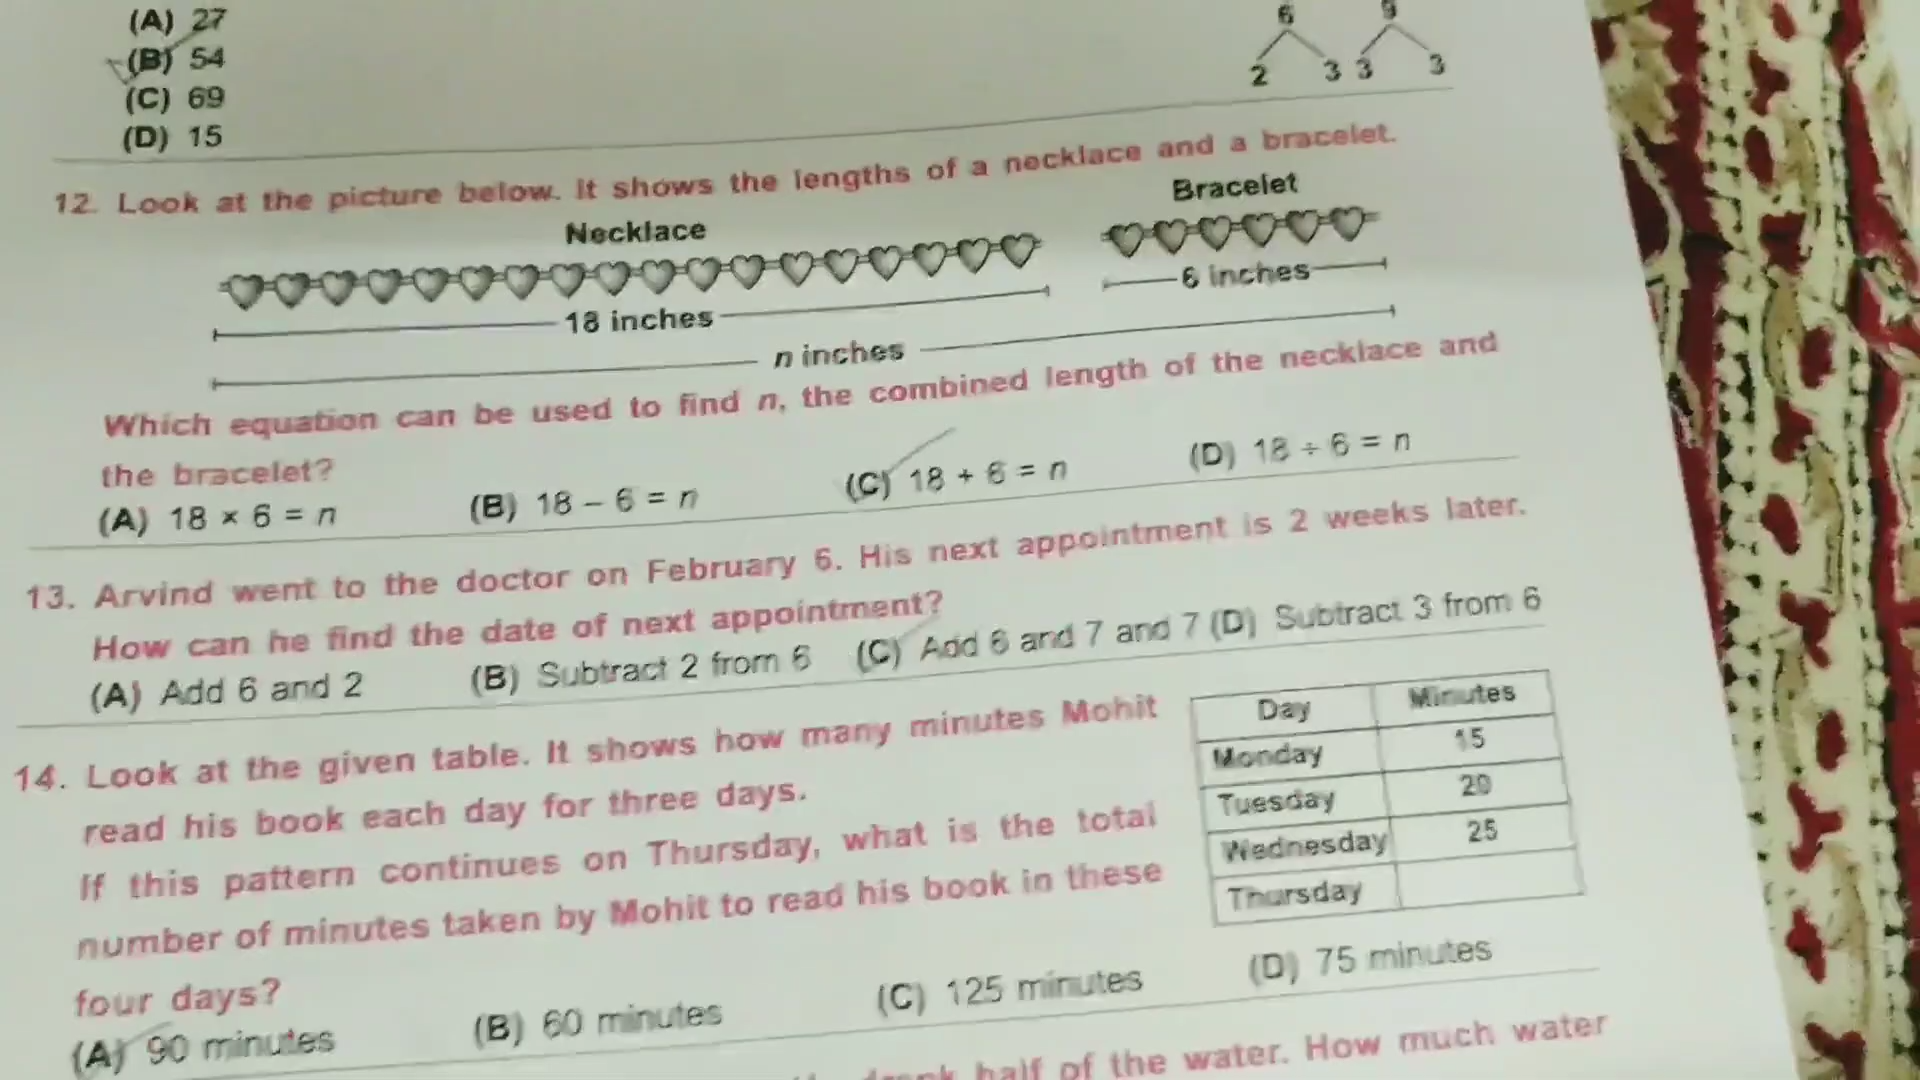 (A) 27
(B) 54
(C) 69
(D) 15
6 9
2 3 3 3
12. Look at the picture below. It shows the lengths of a necklace and a bracelet.
Necklace
Bracelet
18 inches
6 inches
n inches
Which equation can be used to find n, the combined length of the necklace and
the bracelet?
(A) 18 × 6 = n (B) 18 – 6 = n (C) 18 + 6 = n (D) 18 ÷ 6 = n
13. Arvind went to the doctor on February 6. His next appointment is 2 weeks later.
How can he find the date of next appointment?
(A) Add 6 and 2 (B) Subtract 2 from 6 (C) Add 6 and 7 and 7 (D) Subtract 3 from 6
14. Look at the given table. It shows how many minutes Mohit
read his book each day for three days.
If this pattern continues on Thursday, what is the total
number of minutes taken by Mohit to read his book in these
four days?
Day Minutes
Monday 15
Tuesday 20
Wednesday 25
Thursday
(A) 90 minutes (B) 60 minutes (C) 125 minutes (D) 75 minutes
drank half of the water. How much water